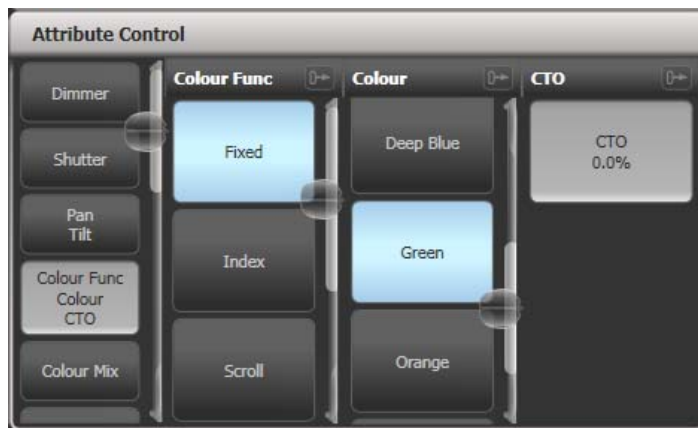 Attribute Control
Dimmer
Shutter
Pan
Tilt
Colour Func
Colour
CTO
Colour Mix
Colour Func
Fixed
Index
Scroll
Colour
Deep Blue
Green
Orange
CTO
CTO
0.0%